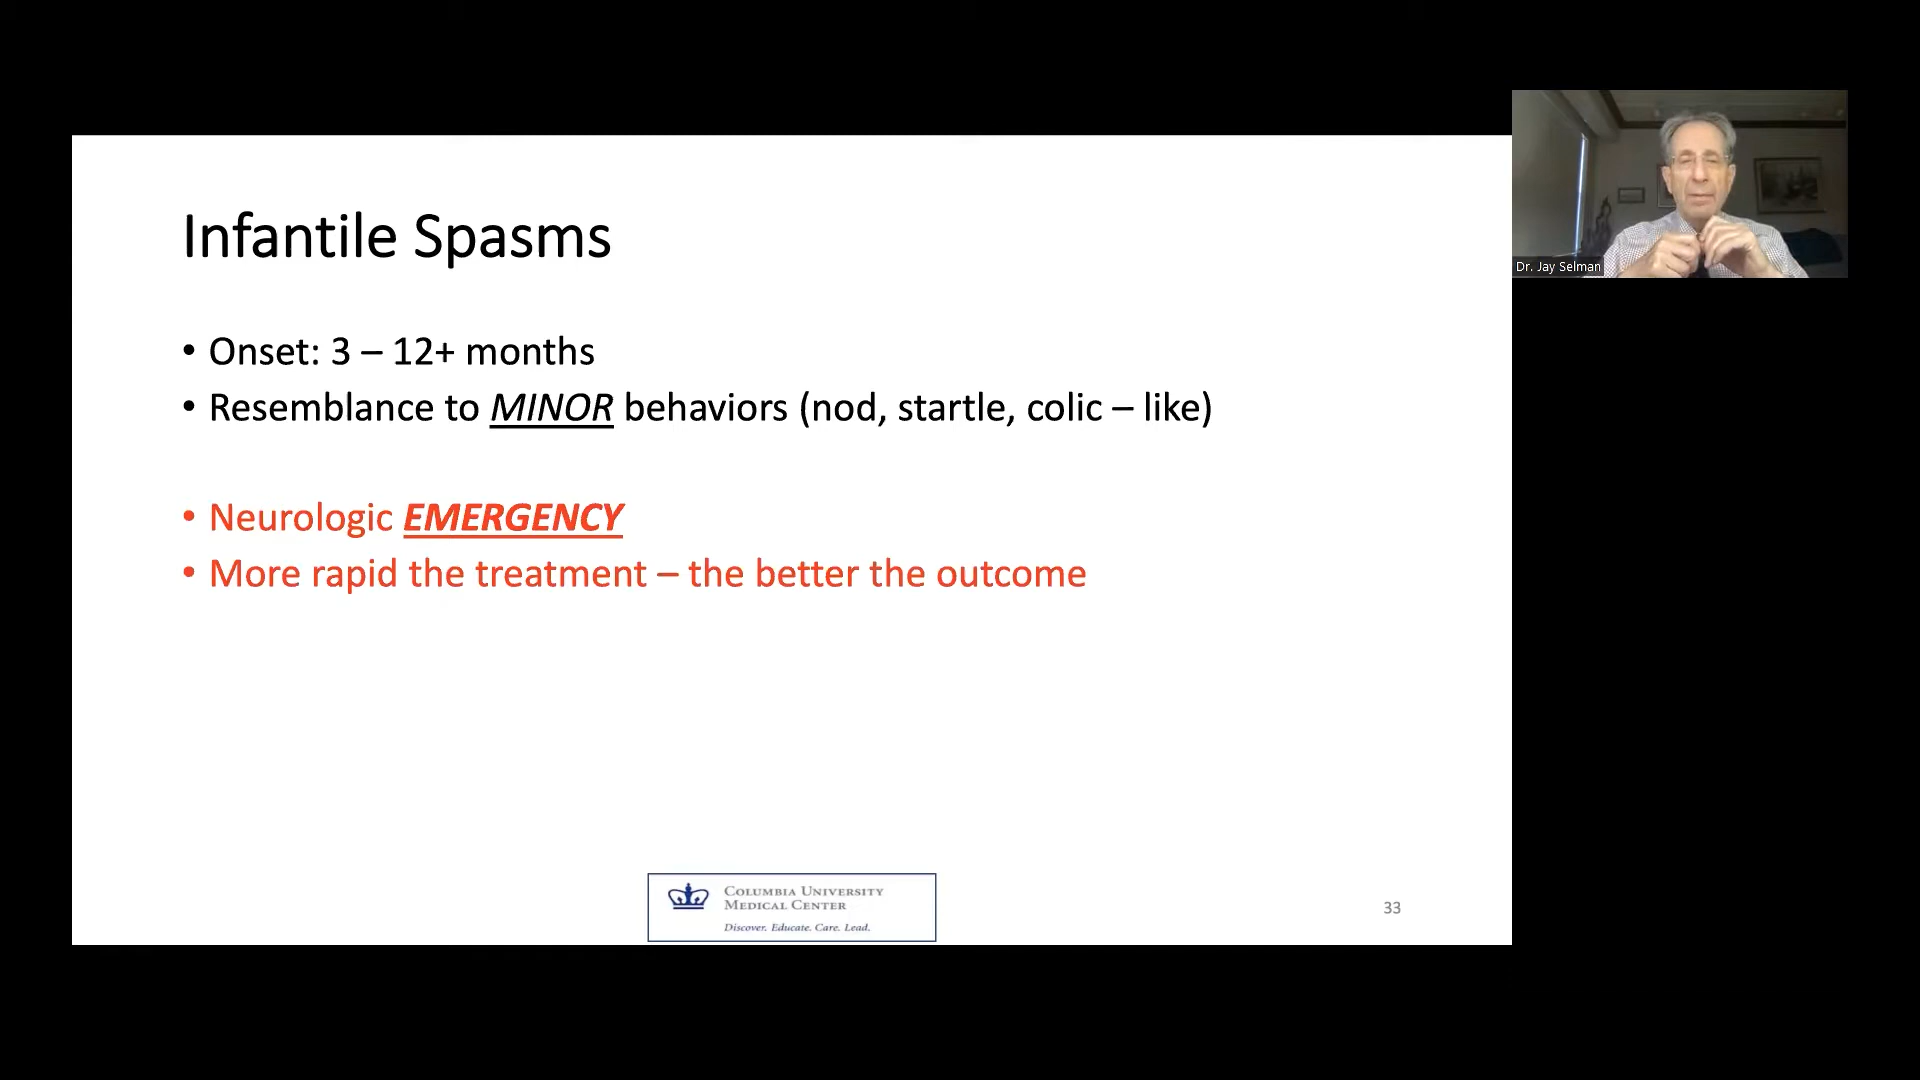 Infantile Spasms
• Onset: 3 – 12+ months
• Resemblance to MINOR behaviors (nod, startle, colic – like)
• Neurologic EMERGENCY
• More rapid the treatment – the better the outcome
COLUMBIA UNIVERSITY
MEDICAL CENTER
Discover. Educate. Care. Lead.
33
Dr. Jay Selman